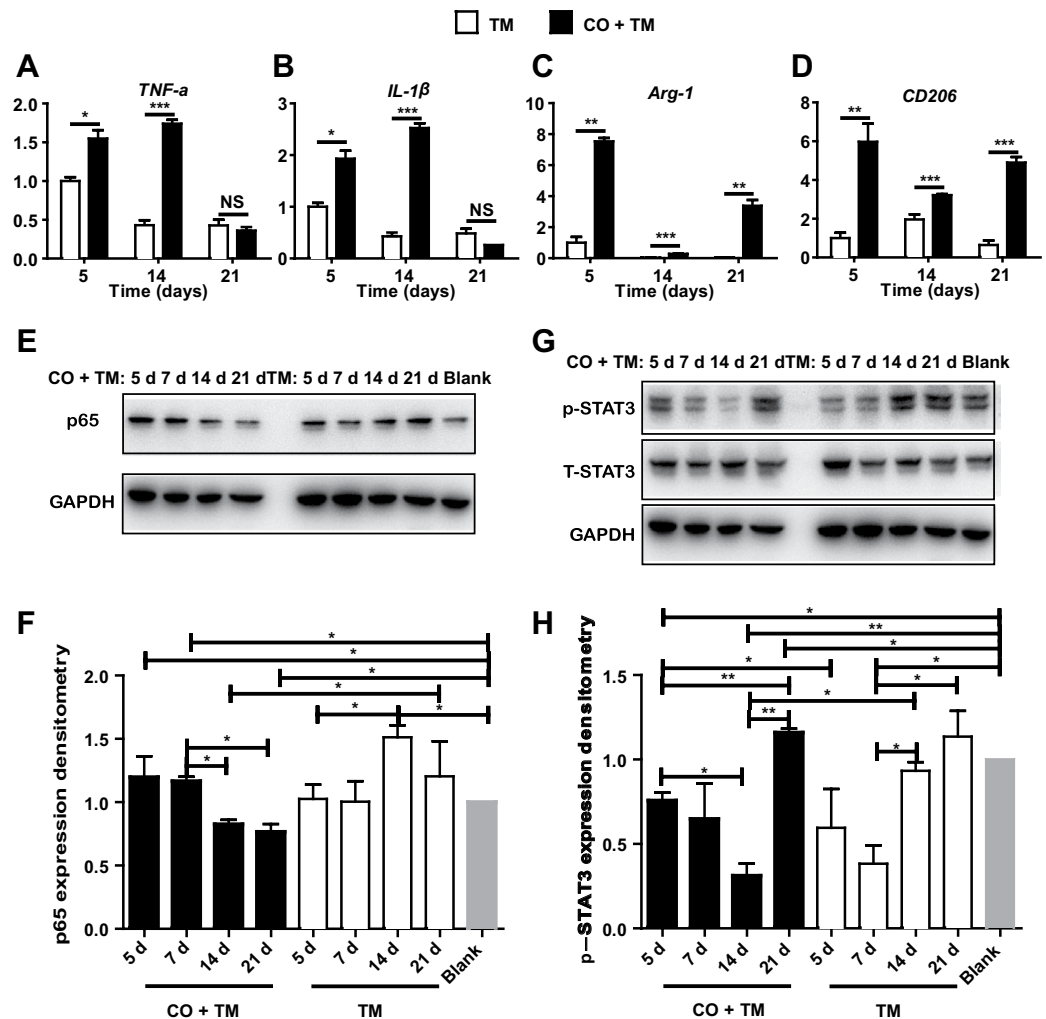 TM CO + TM
A B C D
TNF-a IL-1β Arg-1 CD206
* *** NS
2.0
1.5
1.0
0.5
0.0
5 14 21
Time (days)
* *** NS
3
2
1
0
5 14 21
Time (days)
** *** **
10
8
6
4
2
0
5 14 21
Time (days)
** *** ***
8
6
4
2
0
5 14 21
Time (days)
E
CO + TM: 5 d 7 d 14 d 21 dTM: 5 d 7 d 14 d 21 d Blank
p65
GAPDH
G
CO + TM: 5 d 7 d 14 d 21 dTM: 5 d 7 d 14 d 21 d Blank
p-STAT3
T-STAT3
GAPDH
F
p65 expression densitometry
*
*
*
*
* *
*
*
2.0
1.5
1.0
0.5
0.0
5 d 7 d 14 d 21 d 5 d 7 d 14 d 21 d Blank
CO + TM TM
H
p–STAT3 expression densitometry
*
**
*
* *
** *
*
**
*
*
1.5
1.0
0.5
0.0
5 d 7 d 14 d 21 d 5 d 7 d 14 d 21 d Blank
CO + TM TM